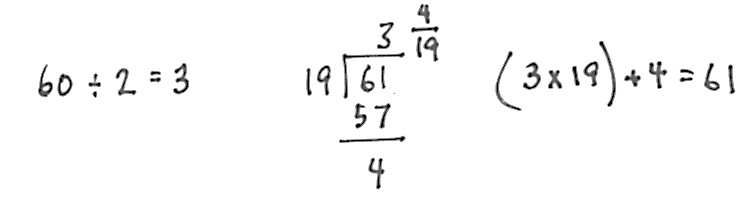 60 ÷ 2 = 3
3 4/19
19 61
57
4
(3 x 19) + 4 = 61